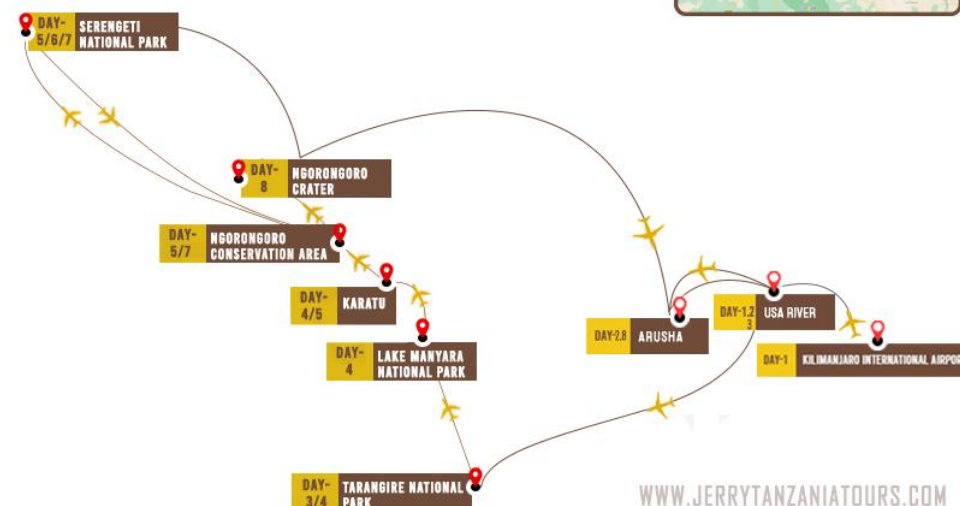 DAY-
5/6/7
SERENGETI
NATIONAL PARK
DAY-
8
NGORONGORO
CRATER
DAY-
5/7
NGORONGORO
CONSERVATION AREA
DAY-
4/5
KARATU
DAY-
4
LAKE MANYARA
NATIONAL PARK
DAY-2,8
ARUSHA
DAY-1,2
3
USA RIVER
DAY-1
KILIMANJARO INTERNATIONAL AIRPOR
DAY-
3/4
TARANGIRE NATIONAL
PARK
WWW.JERRYTANZANIATOURS.COM